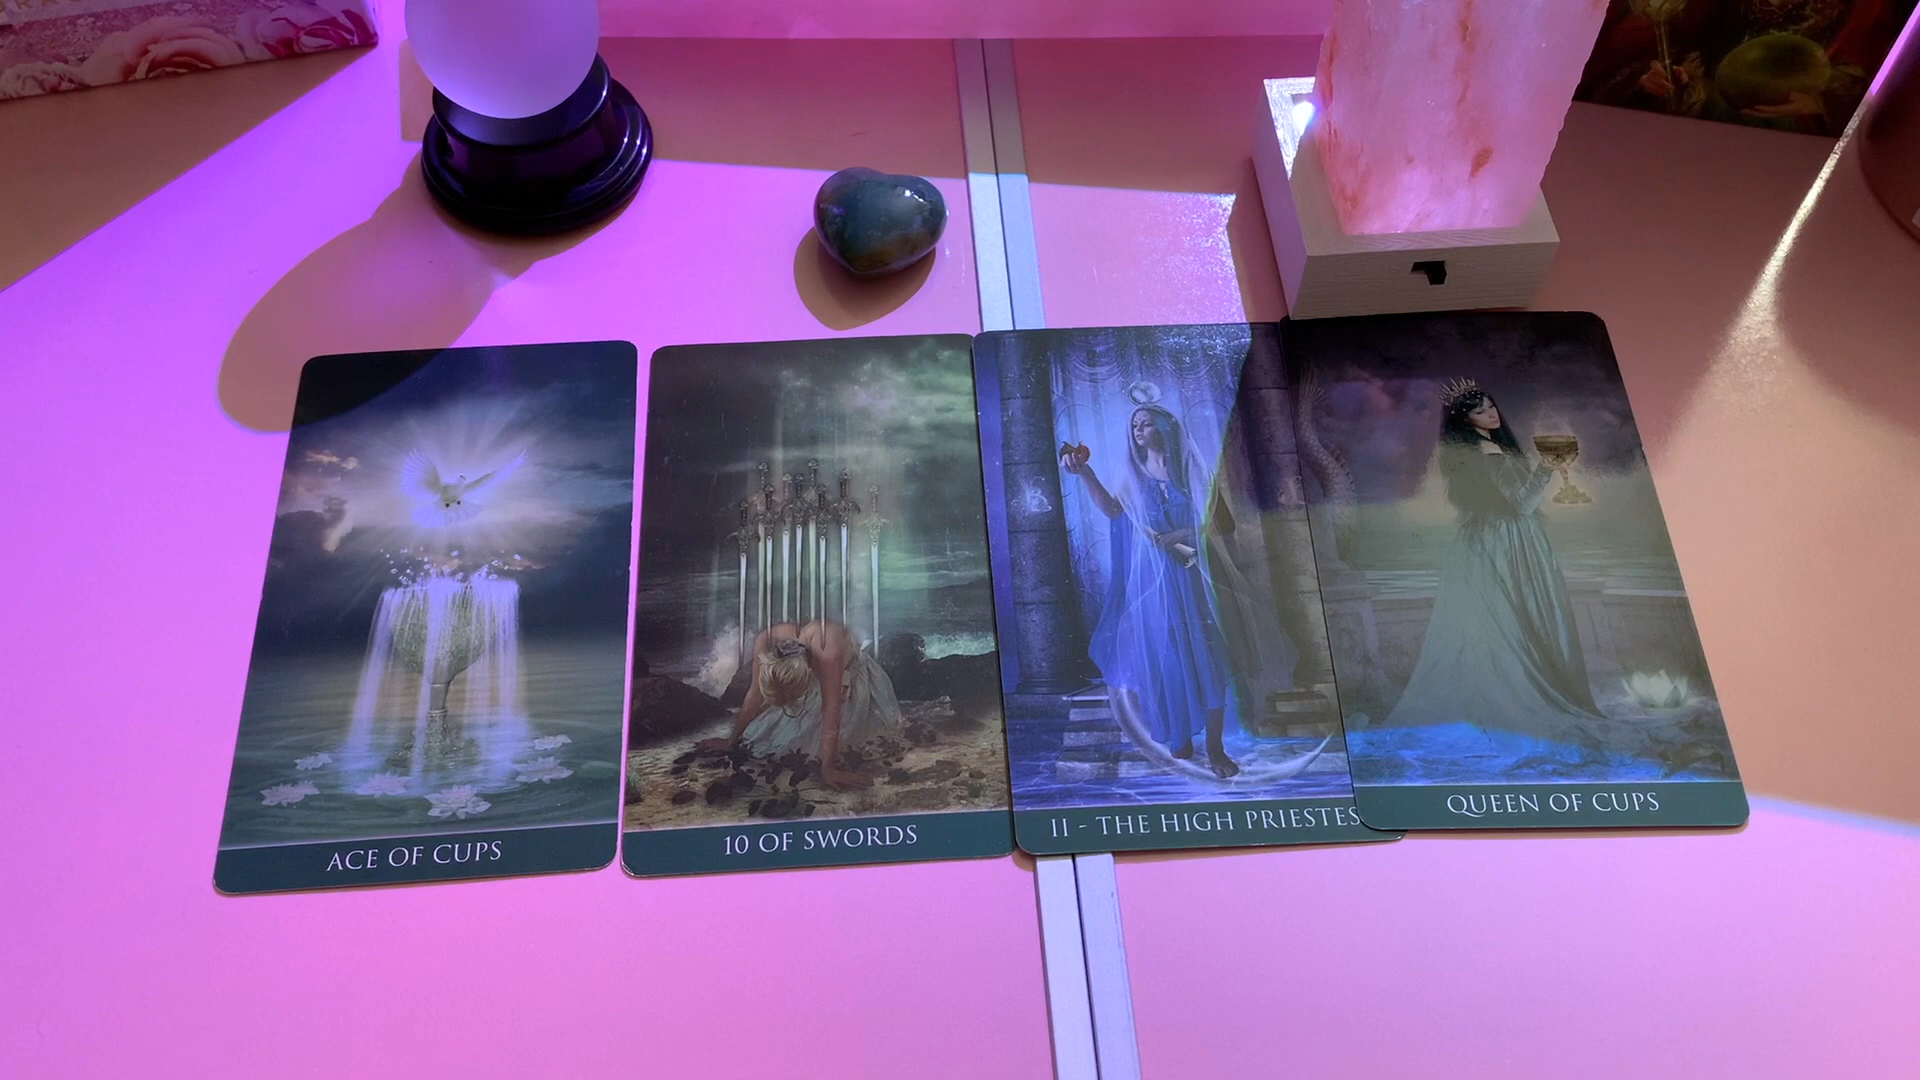 ACE OF CUPS
10 OF SWORDS
II - THE HIGH PRIESTES
QUEEN OF CUPS